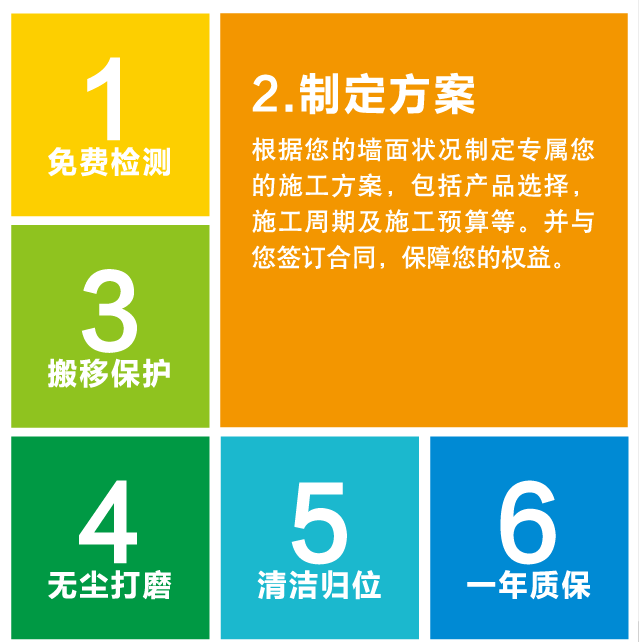 1
免费检测
2.制定方案
根据您的墙面状况制定专属您
的施工方案，包括产品选择，
施工周期及施工预算等。并与
您签订合同，保障您的权益。
3
搬移保护
4
无尘打磨
5
清洁归位
6
一年质保